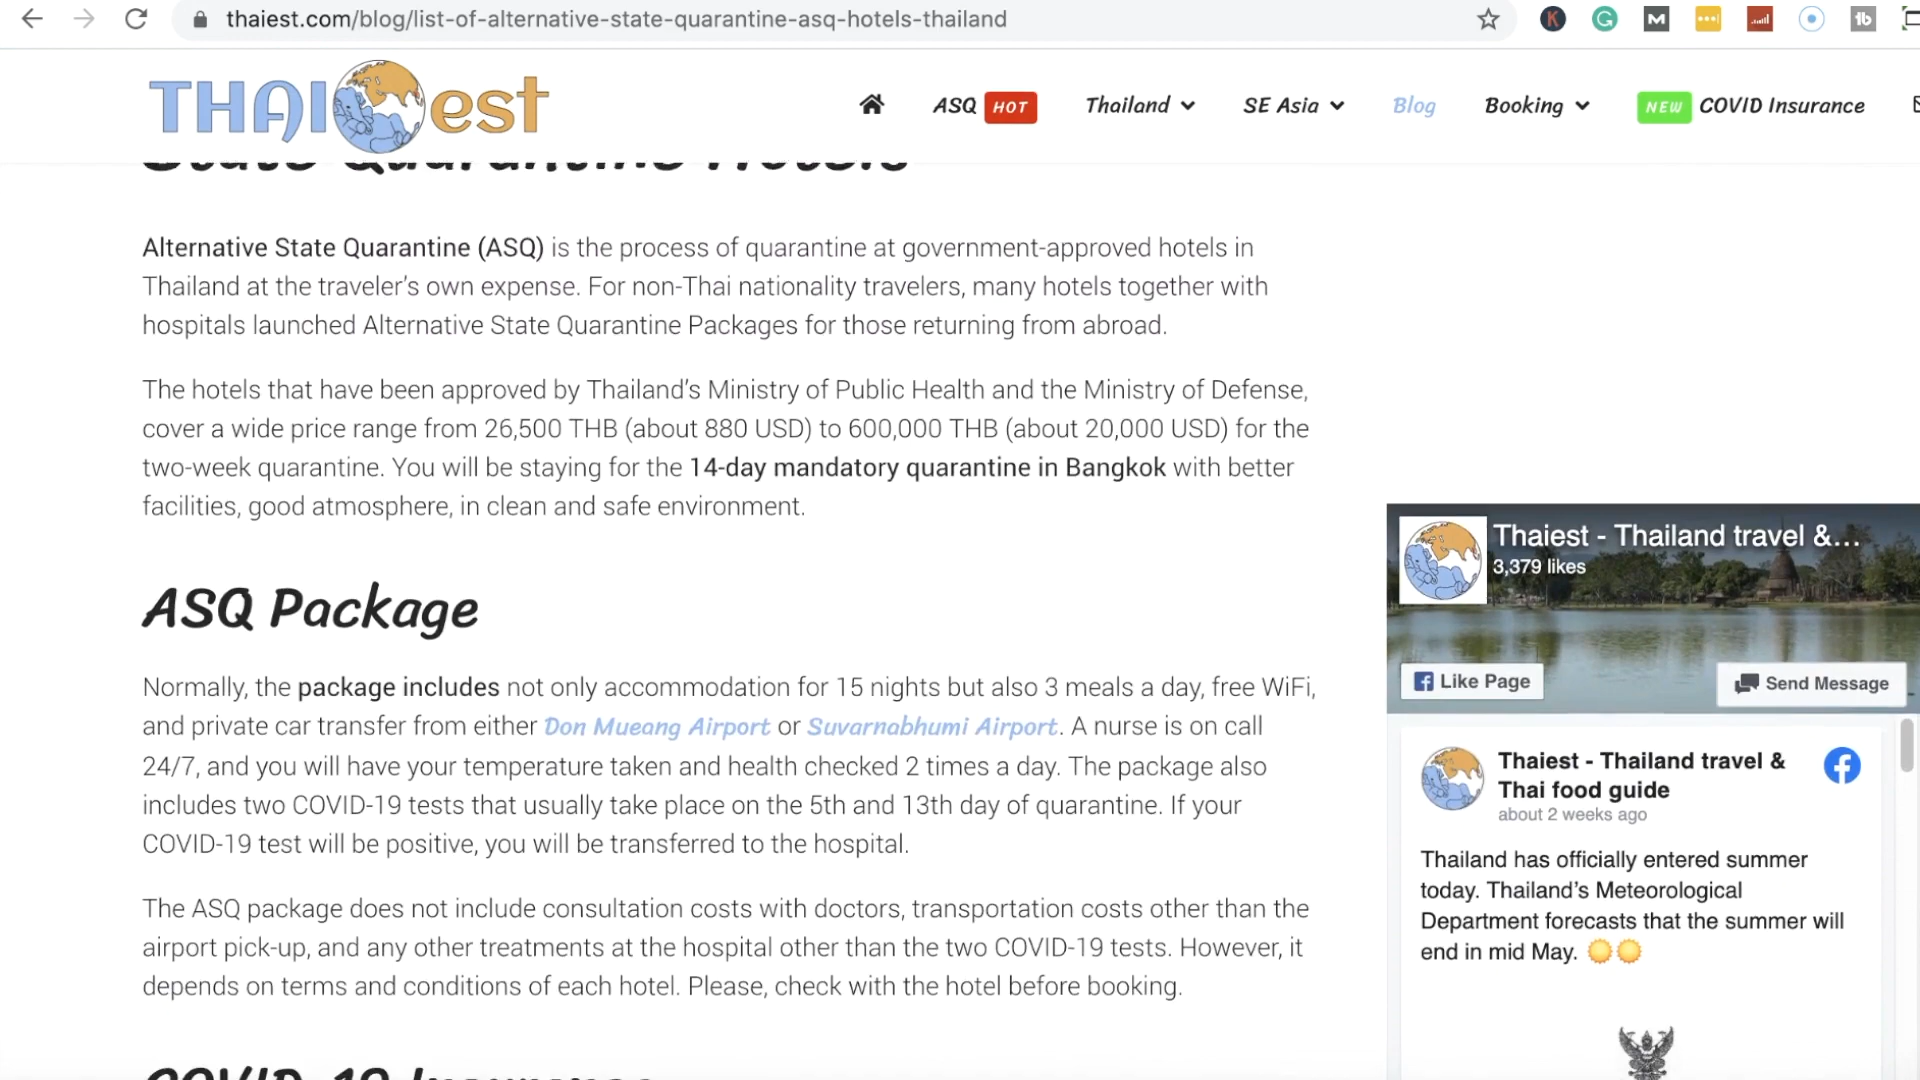 thaiest.com/blog/list-of-alternative-state-quarantine-asq-hotels-thailand
THAI est
ASQ HOT Thailand SE Asia Blog Booking NEW COVID Insurance
State Quarantine Hotels
Alternative State Quarantine (ASQ) is the process of quarantine at government-approved hotels in
Thailand at the traveler’s own expense. For non-Thai nationality travelers, many hotels together with
hospitals launched Alternative State Quarantine Packages for those returning from abroad.
The hotels that have been approved by Thailand’s Ministry of Public Health and the Ministry of Defense,
cover a wide price range from 26,500 THB (about 880 USD) to 600,000 THB (about 20,000 USD) for the
two-week quarantine. You will be staying for the 14-day mandatory quarantine in Bangkok with better
facilities, good atmosphere, in clean and safe environment.
ASQ Package
Normally, the package includes not only accommodation for 15 nights but also 3 meals a day, free WiFi,
and private car transfer from either Don Mueang Airport or Suvarnabhumi Airport. A nurse is on call
24/7, and you will have your temperature taken and health checked 2 times a day. The package also
includes two COVID-19 tests that usually take place on the 5th and 13th day of quarantine. If your
COVID-19 test will be positive, you will be transferred to the hospital.
The ASQ package does not include consultation costs with doctors, transportation costs other than the
airport pick-up, and any other treatments at the hospital other than the two COVID-19 tests. However, it
depends on terms and conditions of each hotel. Please, check with the hotel before booking.
COVID-19 Insurance
Thaiest - Thailand travel &...
3,379 likes
Like Page
Send Message
Thaiest - Thailand travel &
Thai food guide
about 2 weeks ago
Thailand has officially entered summer
today. Thailand’s Meteorological
Department forecasts that the summer will
end in mid May. 🌞🌞